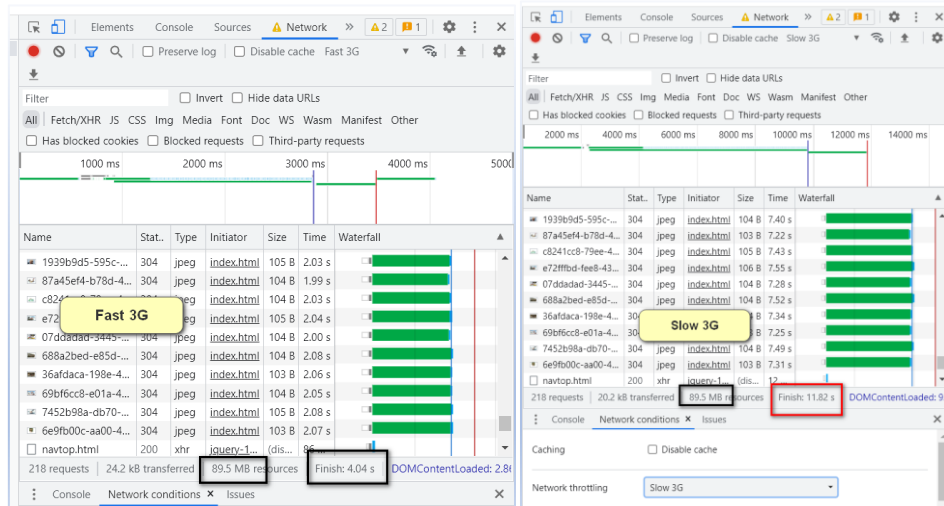 Elements Console Sources Network » 2 1
Preserve log Disable cache Fast 3G
Filter Invert Hide data URLs
All Fetch/XHR JS CSS Img Media Font Doc WS Wasm Manifest Other
Has blocked cookies Blocked requests Third-party requests
1000 ms 2000 ms 3000 ms 4000 ms 5000
Name Stat.. Type Initiator Size Time Waterfall
1939b9d5-595c-... 304 jpeg index.html 105 B 2.03 s
87a45ef4-b78d-4... 304 jpeg index.html 104 B 1.99 s
c8241 304 jpeg index.html 104 B 2.03 s
e72 jpeg index.html 105 B 2.04 s
07ddadad-3445-... 304 jpeg index.html 104 B 2.00 s
688a2bed-e85d-... 304 jpeg index.html 104 B 2.08 s
36afdaca-198e-4... 304 jpeg index.html 103 B 2.06 s
69bf6cc8-e01a-4... 304 jpeg index.html 104 B 2.05 s
7452b98a-db70-... 304 jpeg index.html 105 B 2.08 s
6e9fb00c-aa00-4... 304 jpeg index.html 103 B 2.07 s
navtop.html 200 xhr jquery-1... (dis... 86
Fast 3G
218 requests 24.2 kB transferred 89.5 MB resources Finish: 4.04 s DOMContentLoaded: 2.86
Console Network conditions × Issues
Elements Console Sources Network » 2 1
Preserve log Disable cache Slow 3G
Filter Invert Hide data URLs
All Fetch/XHR JS CSS Img Media Font Doc WS Wasm Manifest Other
Has blocked cookies Blocked requests Third-party requests
2000 ms 4000 ms 6000 ms 8000 ms 10000 ms 12000 ms 14000 ms
Name Stat.. Type Initiator Size Time Waterfall
1939b9d5-595c-... 304 jpeg index.html 104 B 7.40 s
87a45ef4-b78d-4... 304 jpeg index.html 103 B 7.22 s
c8241cc8-79ee-4... 304 jpeg index.html 105 B 7.43 s
e72fffbd-fee8-43... 304 jpeg index.html 106 B 7.55 s
07ddadad-3445-... 304 jpeg index.html 104 B 7.28 s
688a2bed-e85d-... 304 jpeg index.html 104 B 7.52 s
36afdaca-198e-4... 7.34 s
69bf6cc8-e01a-4... 7.25 s
7452b98a-db70-... 304 jpeg index.html 104 B 7.49 s
6e9fb00c-aa00-4... 304 jpeg index.html 103 B 7.31 s
navtop.html 200 xhr jquery-1... (dis... 12
Slow 3G
218 requests 20.2 kB transferred 89.5 MB resources Finish: 11.82 s DOMContentLoaded: 9
Console Network conditions × Issues
Caching Disable cache
Network throttling Slow 3G